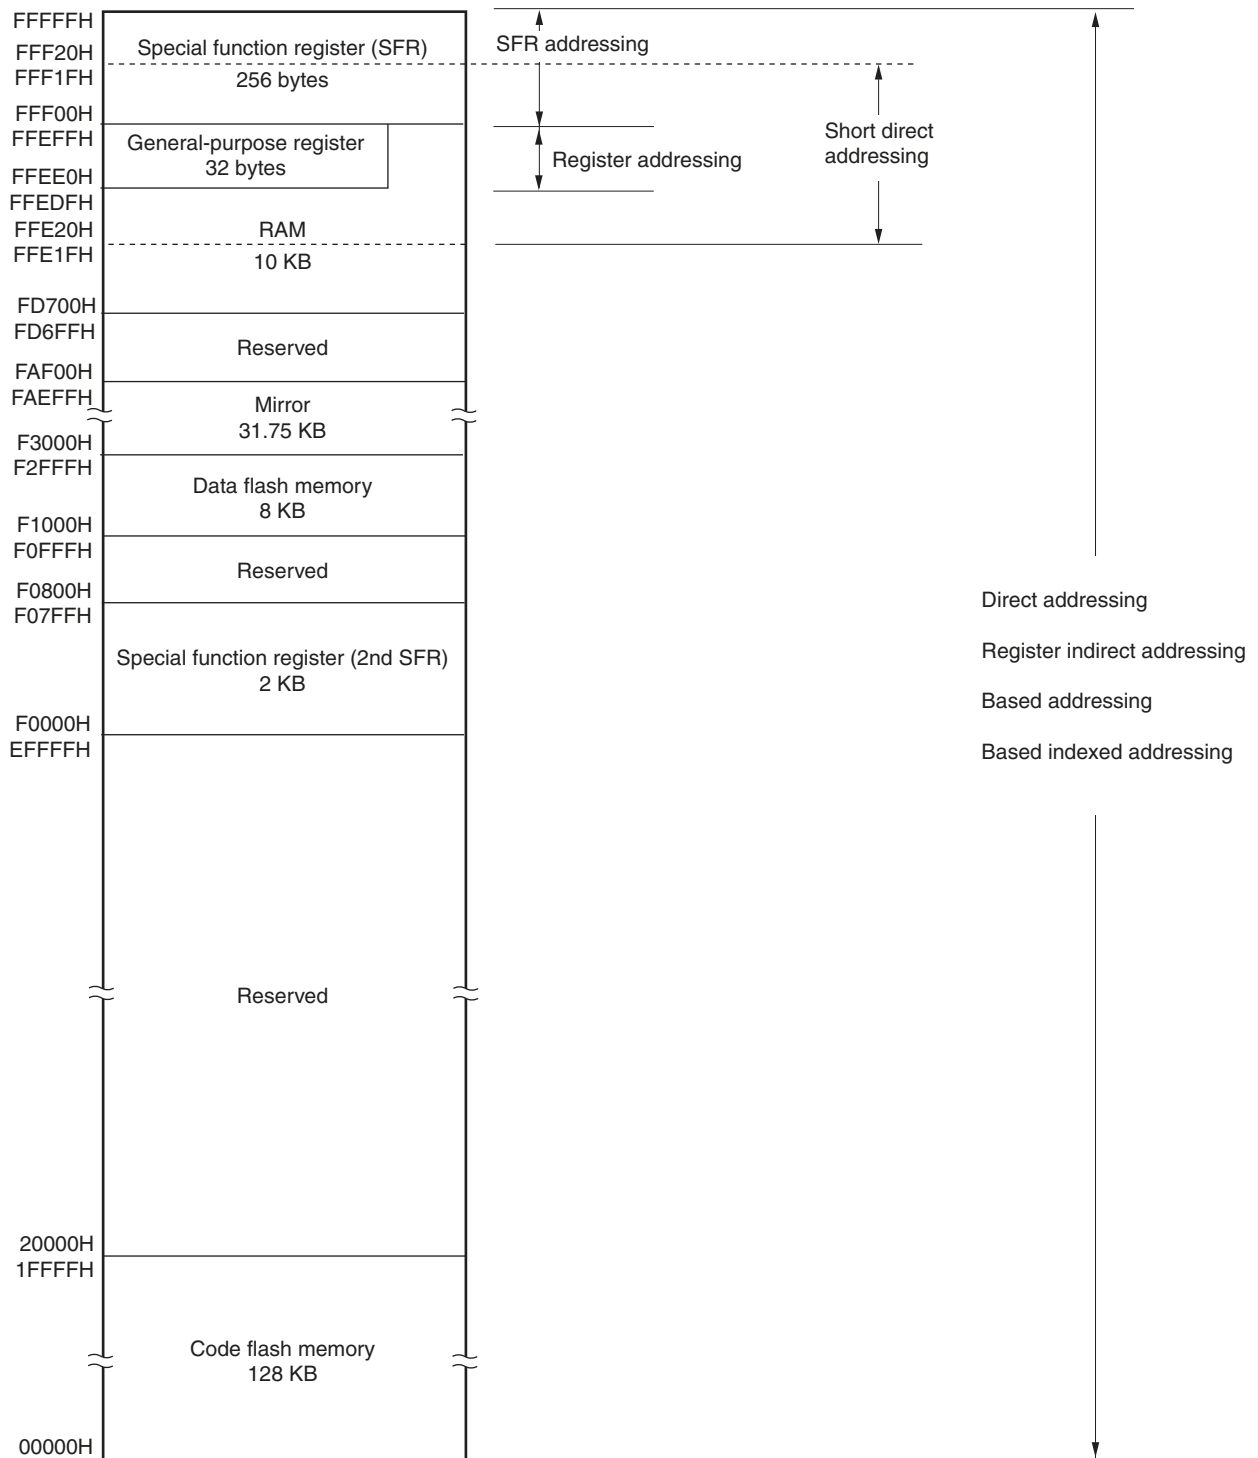 FFFFFH
Special function register (SFR)
256 bytes
SFR addressing
FFF20H
FFF1FH
FFF00H
FFEFFH
General-purpose register
32 bytes
Register addressing
Short direct
addressing
FFEE0H
FFEDFH
FFE20H
RAM
10 KB
FFE1FH
FD700H
FD6FFH
Reserved
FAF00H
FAEFFH
Mirror
31.75 KB
F3000H
F2FFFH
Data flash memory
8 KB
F1000H
F0FFFH
Reserved
F0800H
F07FFH
Special function register (2nd SFR)
2 KB
Direct addressing
Register indirect addressing
Based addressing
Based indexed addressing
F0000H
EFFFFH
Reserved
20000H
1FFFFH
Code flash memory
128 KB
00000H